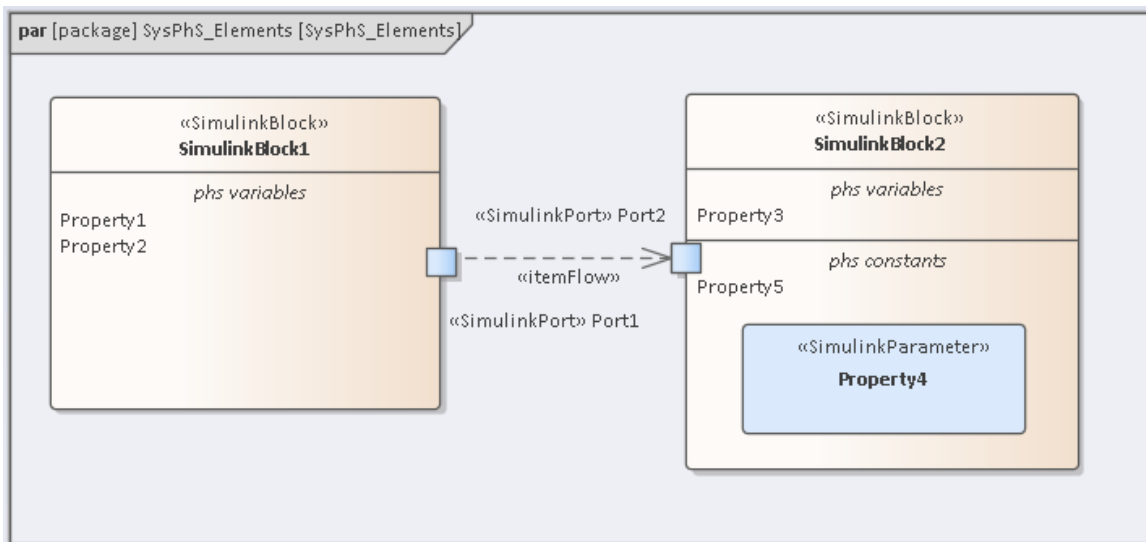 par [package] SysPhS_Elements [SysPhS_Elements]
«SimulinkBlock»
SimulinkBlock1
phs variables
Property1
Property2
«SimulinkPort» Port2
«itemFlow»
«SimulinkPort» Port1
«SimulinkBlock»
SimulinkBlock2
phs variables
Property3
phs constants
Property5
«SimulinkParameter»
Property4